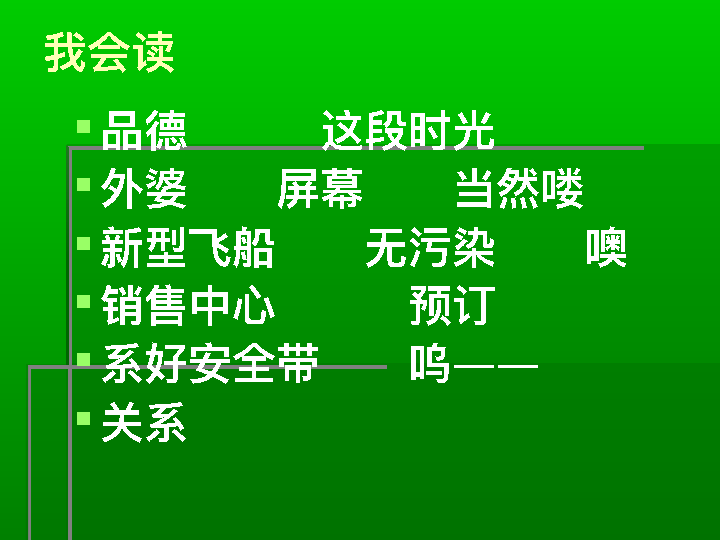 我会读
品德　　　这段时光
外婆　　屏幕　　当然喽
新型飞船　　无污染　　噢
销售中心　　　预订
系好安全带　　呜——
关系